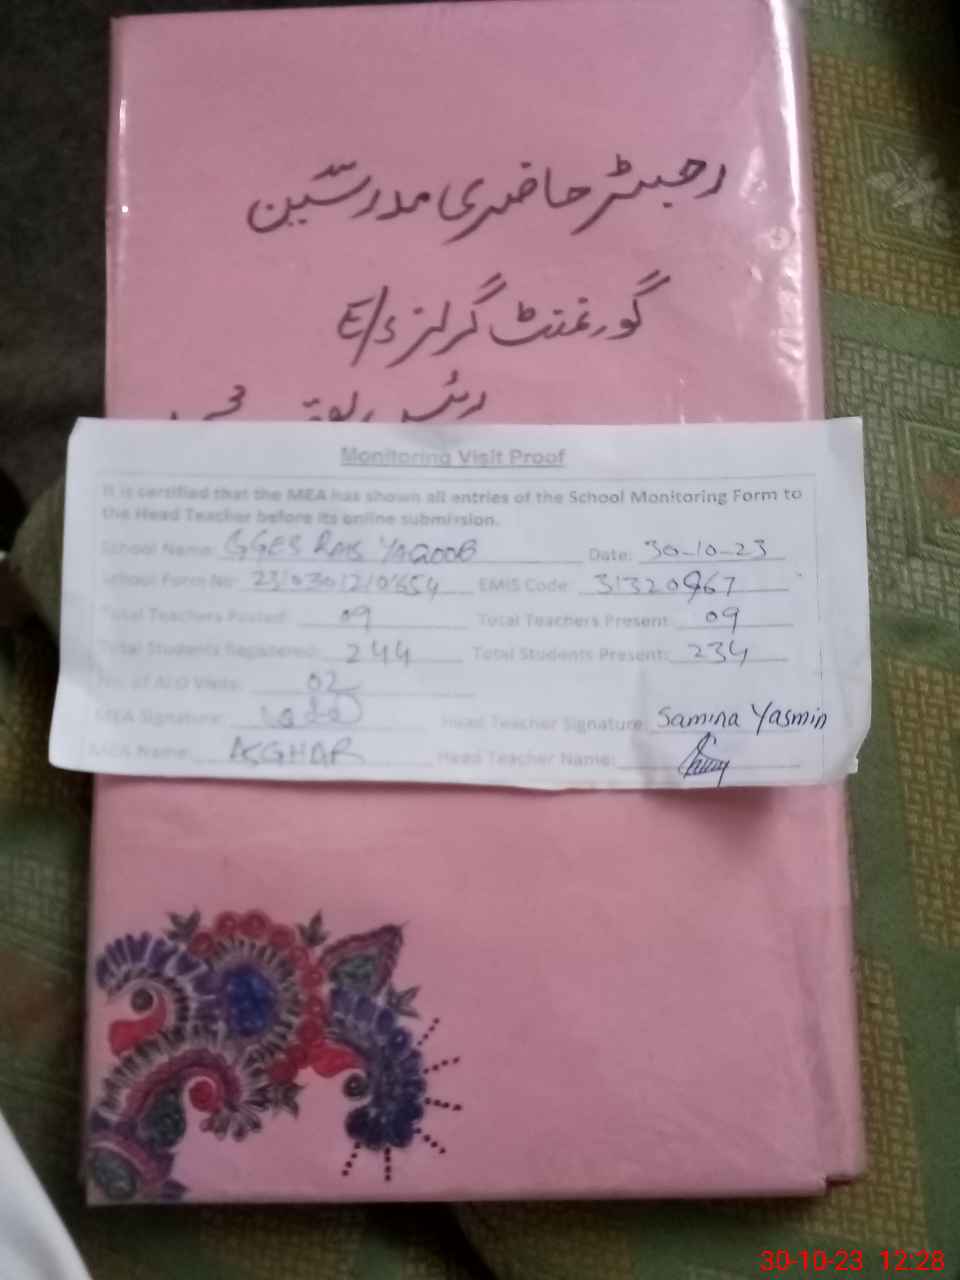 رجسٹر حاضری مدرسین
گورنمنٹ گرلز E/S
Monitoring Visit Proof
It is certified that the MEA has shown all entries of the School Monitoring Form to
the Head Teacher before its online submission.
School Name: GGES RAIS YAQOOB Date: 30-10-23
School Form No: EMIS Code: 31320967
Total Teachers Posted: 09 Total Teachers Present: 09
Total Students Registered: 244 Total Students Present: 234
No. of AEO Visits: 02
MEA Signature: Head Teacher Signature: Samina Yasmin
MEA Name: ASGHAR Head Teacher Name:
30-10-23 12:28